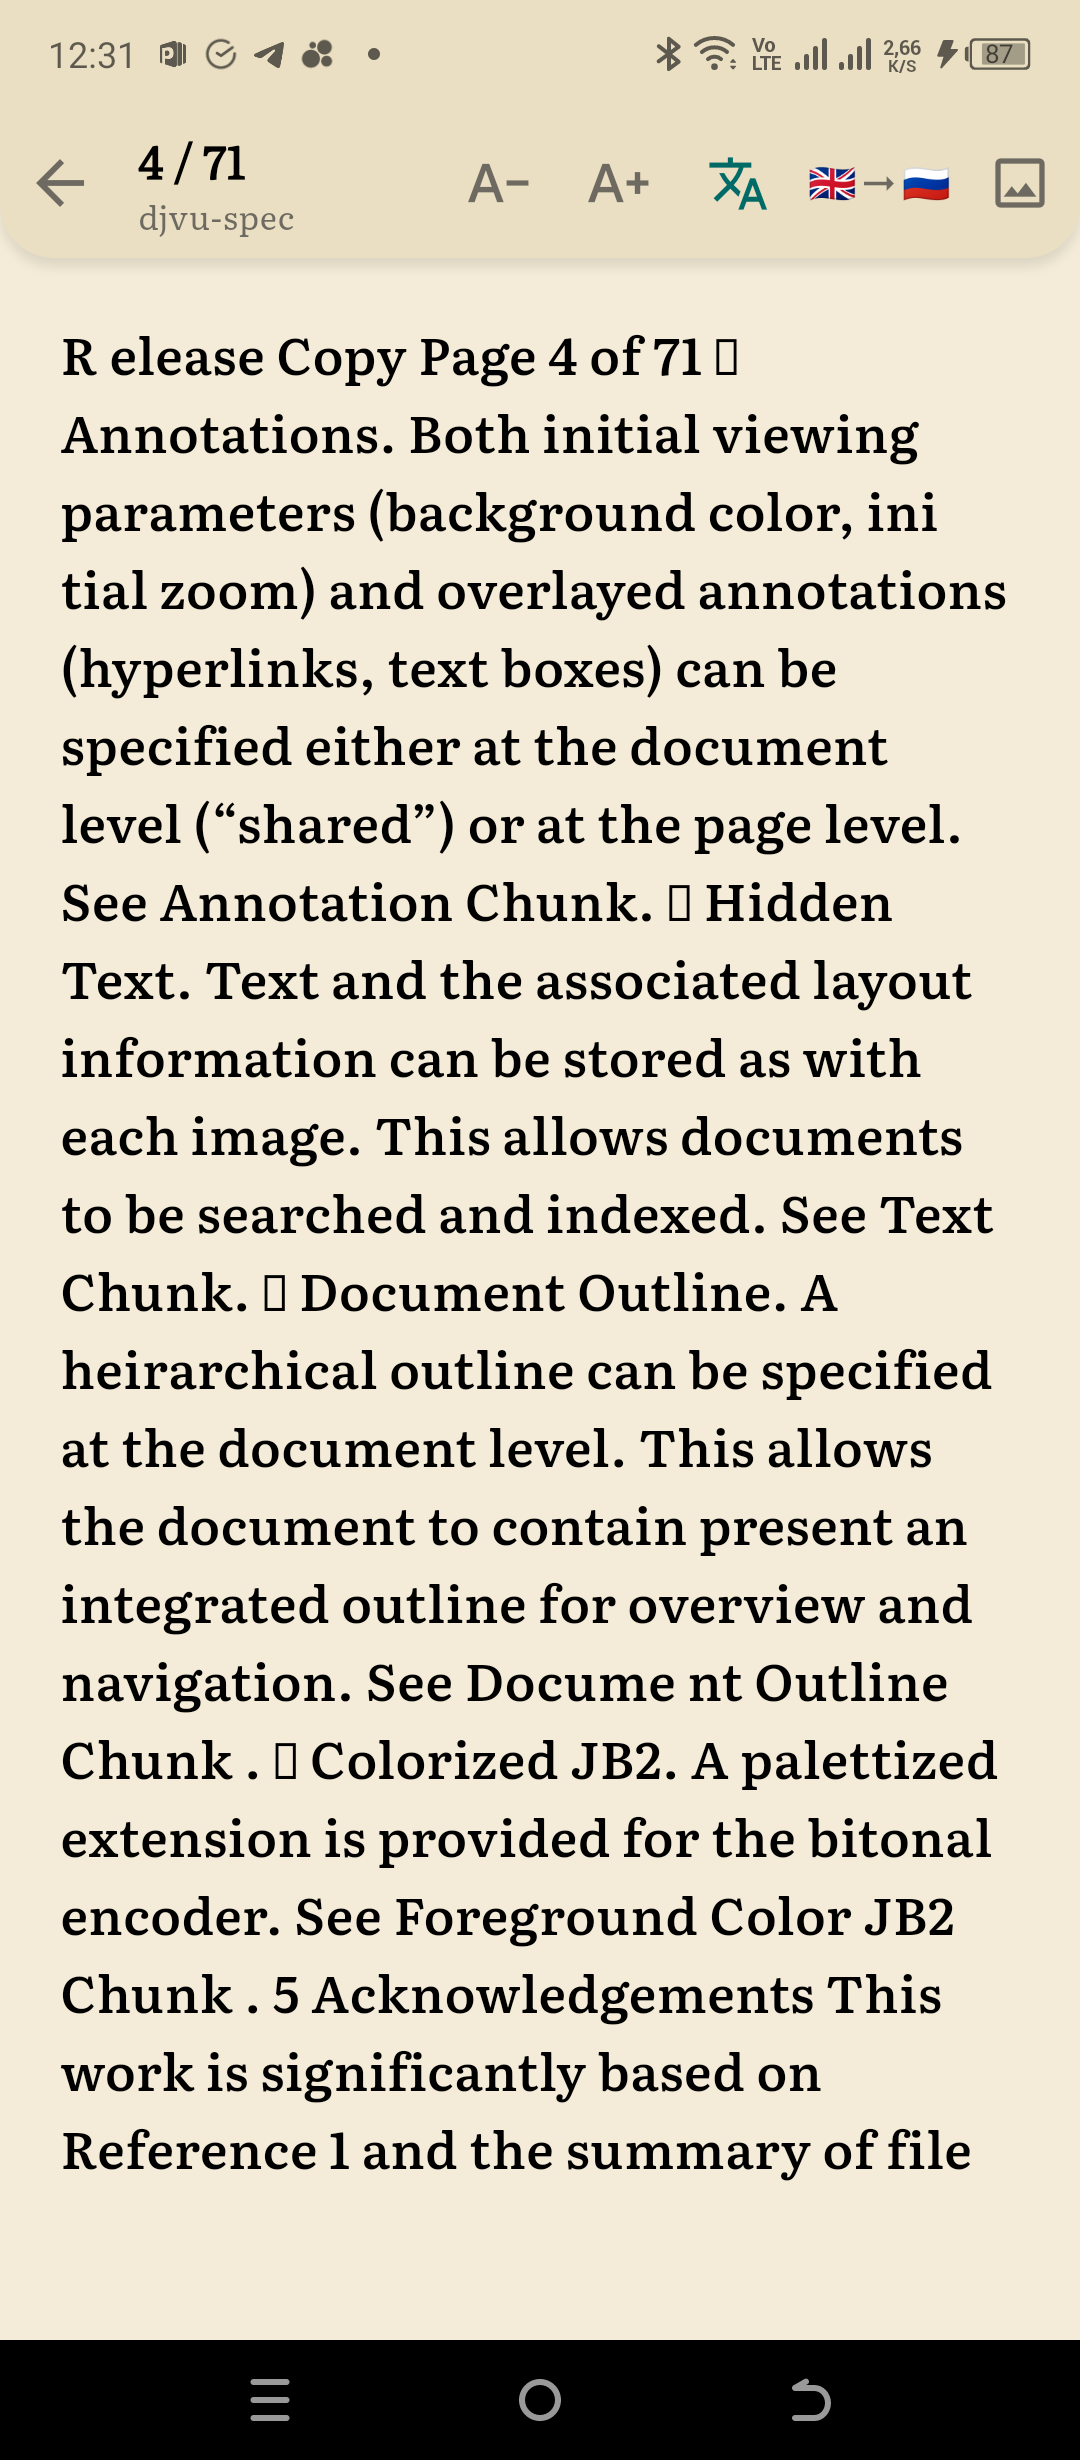 12:31
Vo LTE
2,66 K/S
87
4 / 71
A− A+
djvu-spec
R elease Copy Page 4 of 71 ▯
Annotations. Both initial viewing
parameters (background color, ini
tial zoom) and overlayed annotations
(hyperlinks, text boxes) can be
specified either at the document
level (“shared”) or at the page level.
See Annotation Chunk. ▯ Hidden
Text. Text and the associated layout
information can be stored as with
each image. This allows documents
to be searched and indexed. See Text
Chunk. ▯ Document Outline. A
heirarchical outline can be specified
at the document level. This allows
the document to contain present an
integrated outline for overview and
navigation. See Docume nt Outline
Chunk . ▯ Colorized JB2. A palettized
extension is provided for the bitonal
encoder. See Foreground Color JB2
Chunk . 5 Acknowledgements This
work is significantly based on
Reference 1 and the summary of file